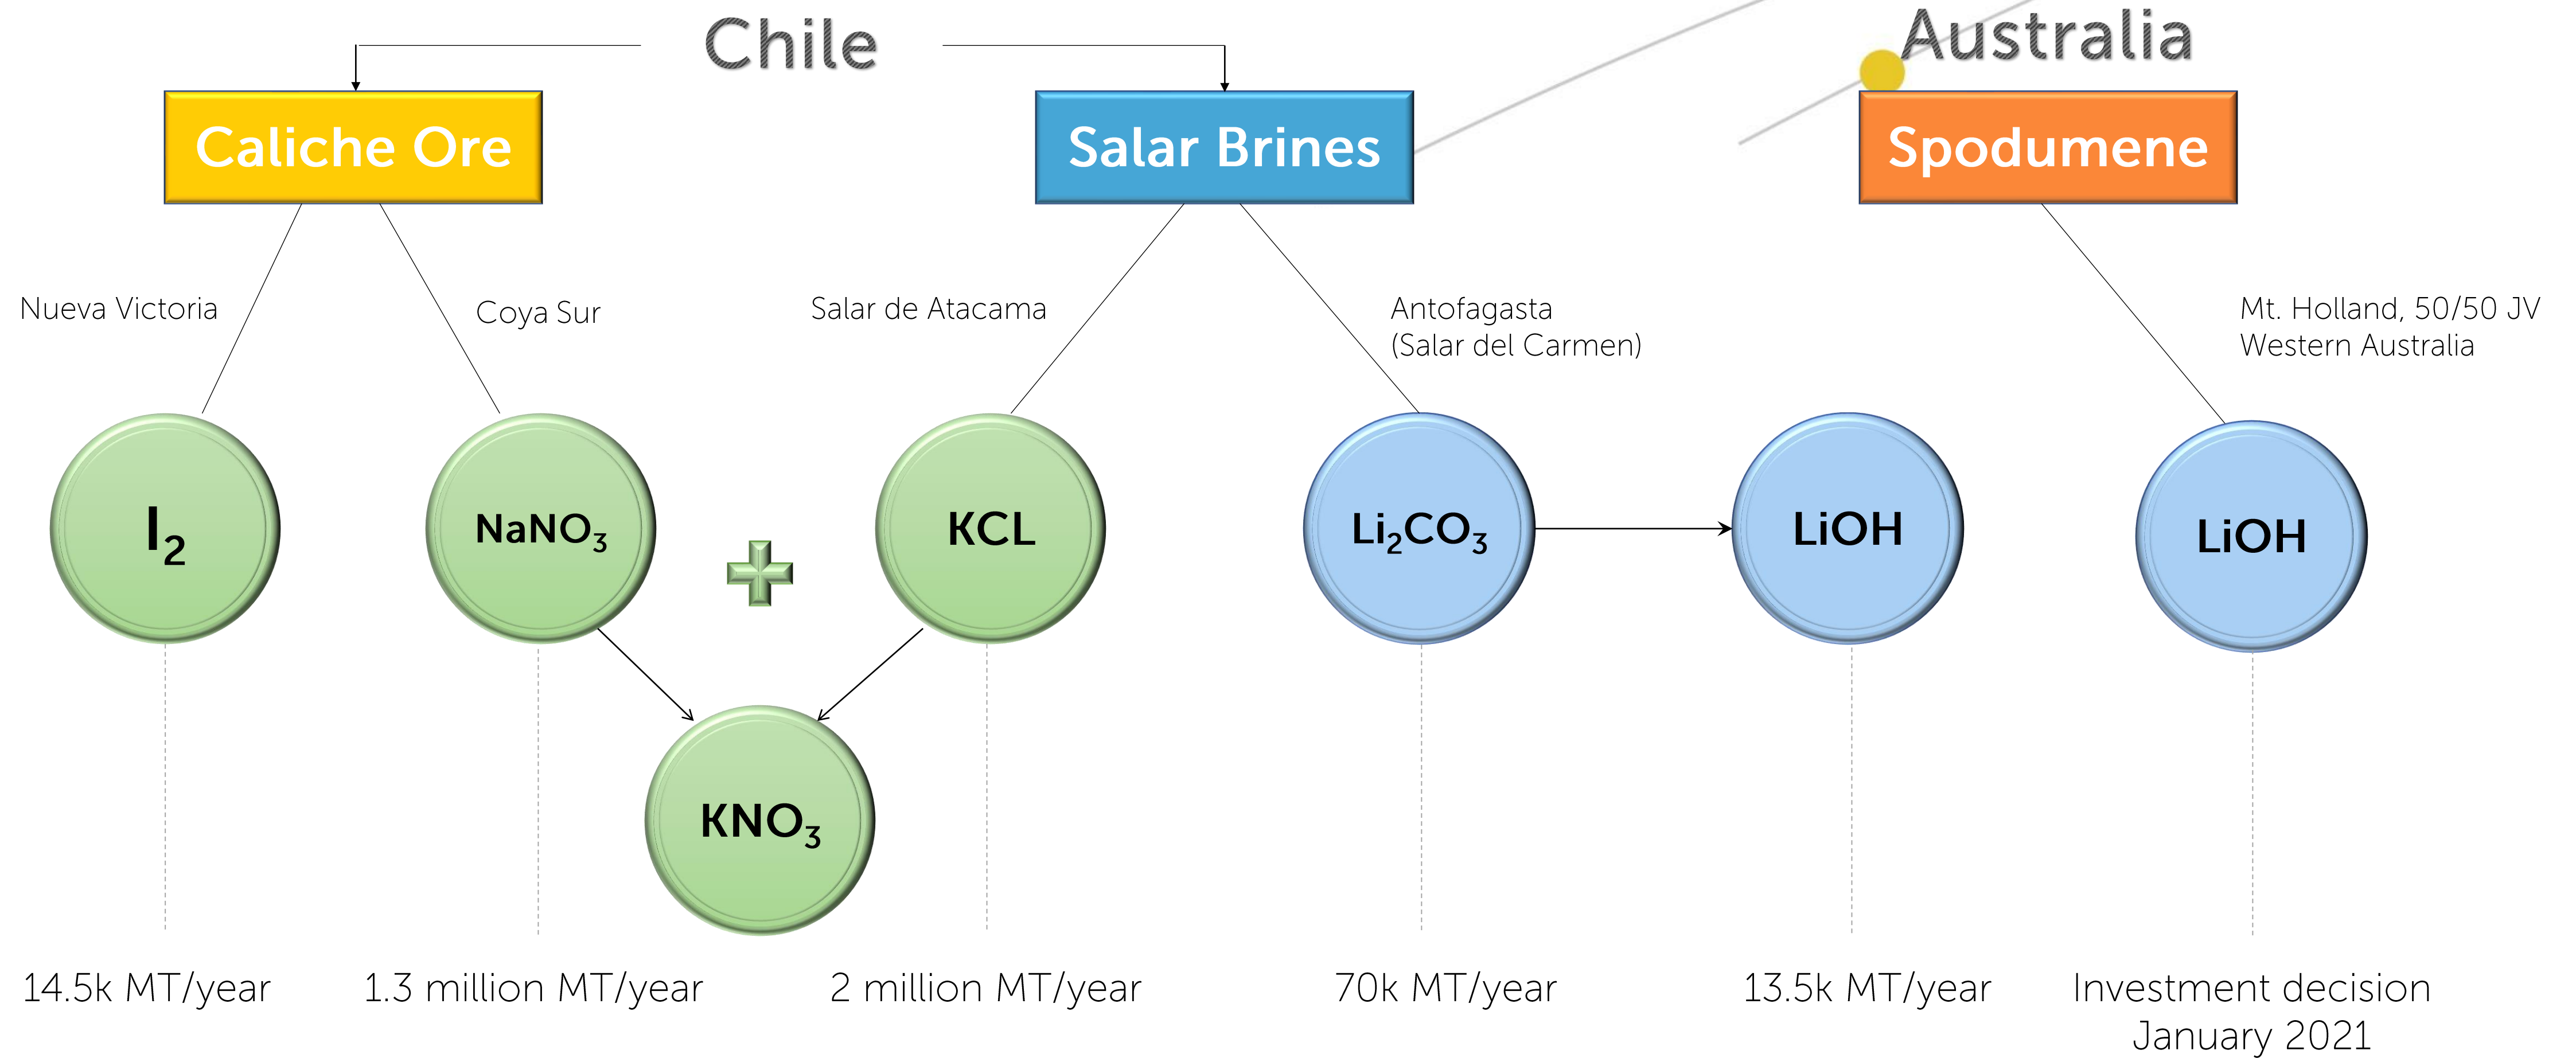 Chile
Australia
Caliche Ore
Salar Brines
Spodumene
Nueva Victoria
Coya Sur
Salar de Atacama
Antofagasta
(Salar del Carmen)
Mt. Holland, 50/50 JV
Western Australia
I₂
NaNO₃
KCL
Li₂CO₃
LiOH
LiOH
KNO₃
14.5k MT/year
1.3 million MT/year
2 million MT/year
70k MT/year
13.5k MT/year
Investment decision
January 2021